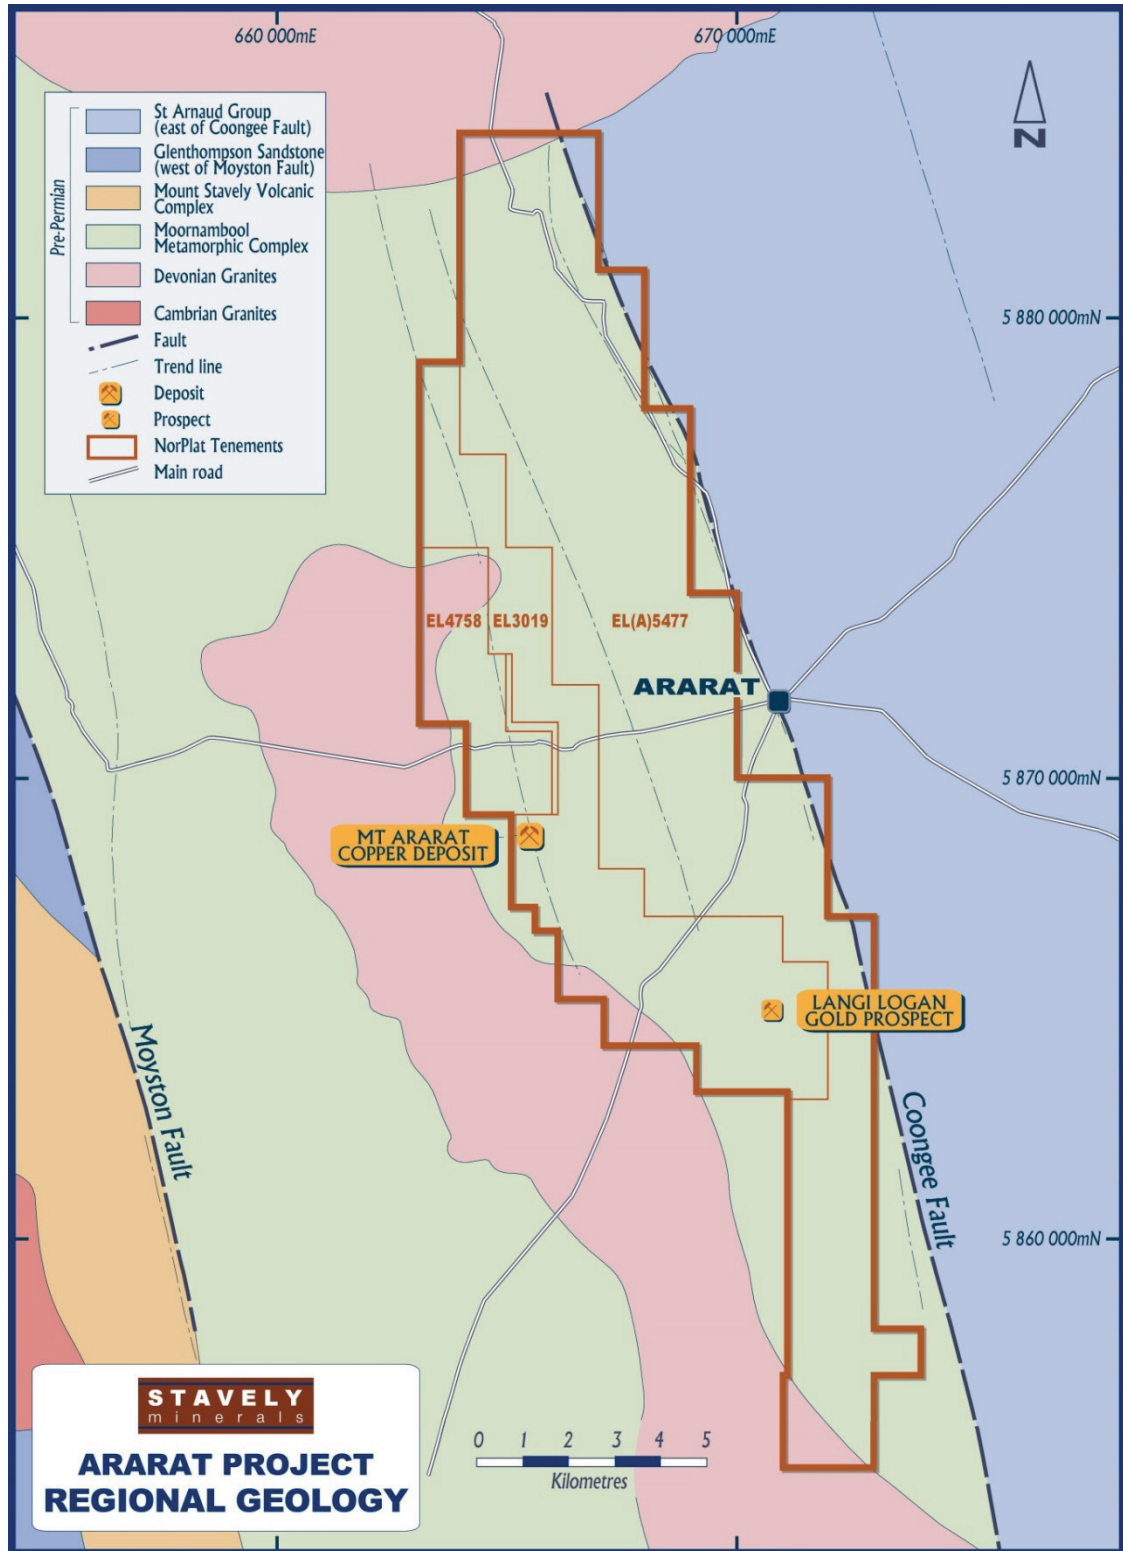 660 000mE
670 000mE
N
Pre-Permian
St Arnaud Group
(east of Coongee Fault)
Glenthompson Sandstone
(west of Moyston Fault)
Mount Stavely Volcanic
Complex
Moornambool
Metamorphic Complex
Devonian Granites
Cambrian Granites
Fault
Trend line
Deposit
Prospect
NorPlat Tenements
Main road
5 880 000mN
EL4758
EL3019
EL(A)5477
ARARAT
5 870 000mN
MT ARARAT
COPPER DEPOSIT
LANGI LOGAN
GOLD PROSPECT
Moyston Fault
Coongee Fault
5 860 000mN
STAVELY
minerals
ARARAT PROJECT
REGIONAL GEOLOGY
0 1 2 3 4 5
Kilometres